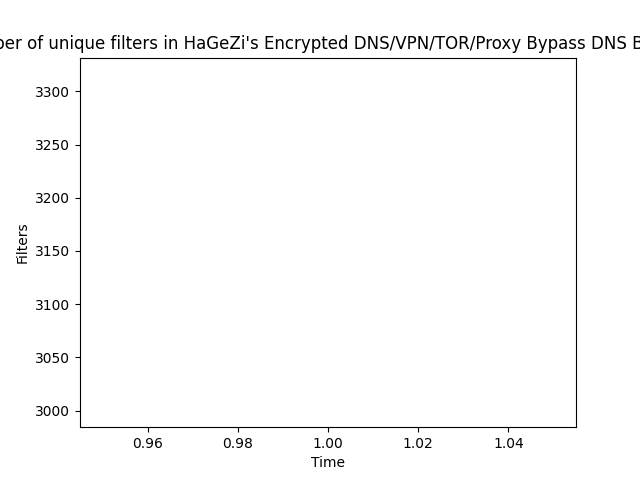 of unique filters in HaGeZi's Encrypted DNS/VPN/TOR/Proxy Bypass DNS
3300
3250
3200
3150
3100
3050
3000
Filters
0.96 0.98 1.00 1.02 1.04
Time